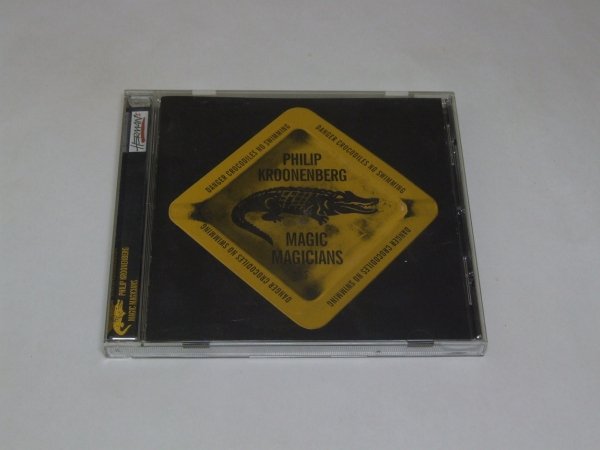 DANGER CROCODILES NO SWIMMING
DANGER CROCODILES NO SWIMMING
PHILIP
KROONENBERG
MAGIC
MAGICIANS
DANGER CROCODILES NO SWIMMING
DANGER CROCODILES NO SWIMMING
HERMAN
PHILIP KROONENBERG
MAGIC MAGICIANS